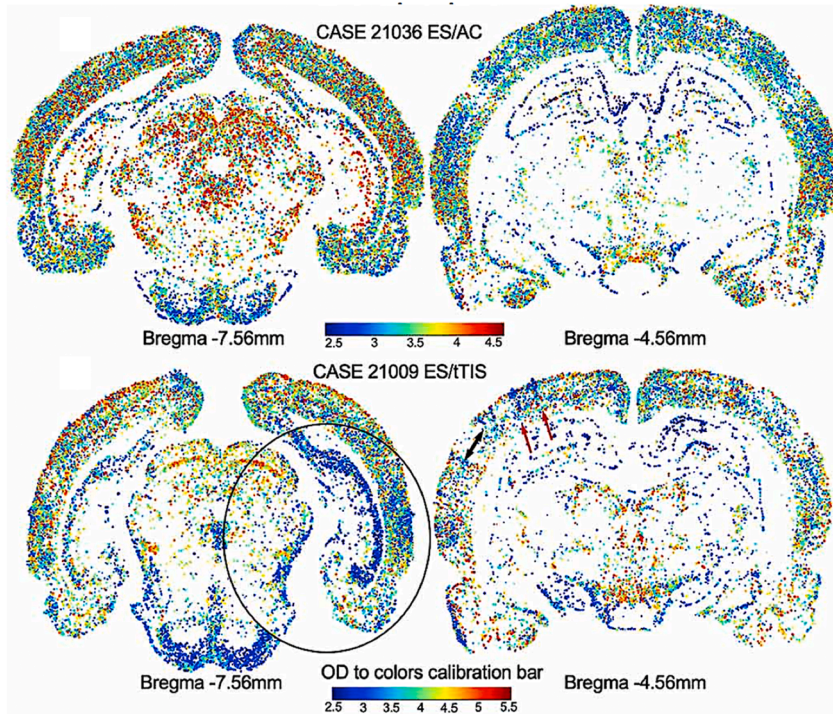 CASE 21036 ES/AC
Bregma -7.56mm
2.5 3 3.5 4 4.5
Bregma -4.56mm
CASE 21009 ES/tTIS
OD to colors calibration bar
Bregma -7.56mm
2.5 3 3.5 4 4.5 5 5.5
Bregma -4.56mm